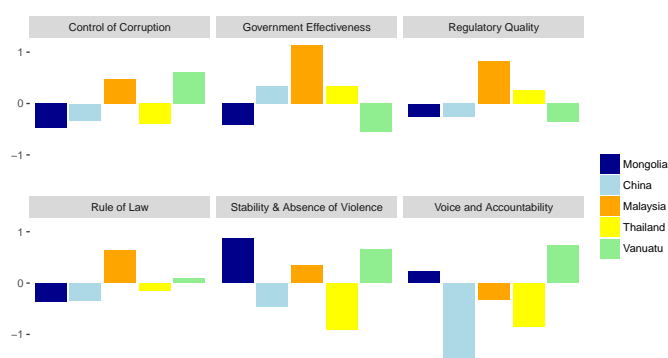 Control of Corruption
Government Effectiveness
Regulatory Quality
1
0
−1
Rule of Law
Stability & Absence of Violence
Voice and Accountability
1
0
−1
Mongolia
China
Malaysia
Thailand
Vanuatu